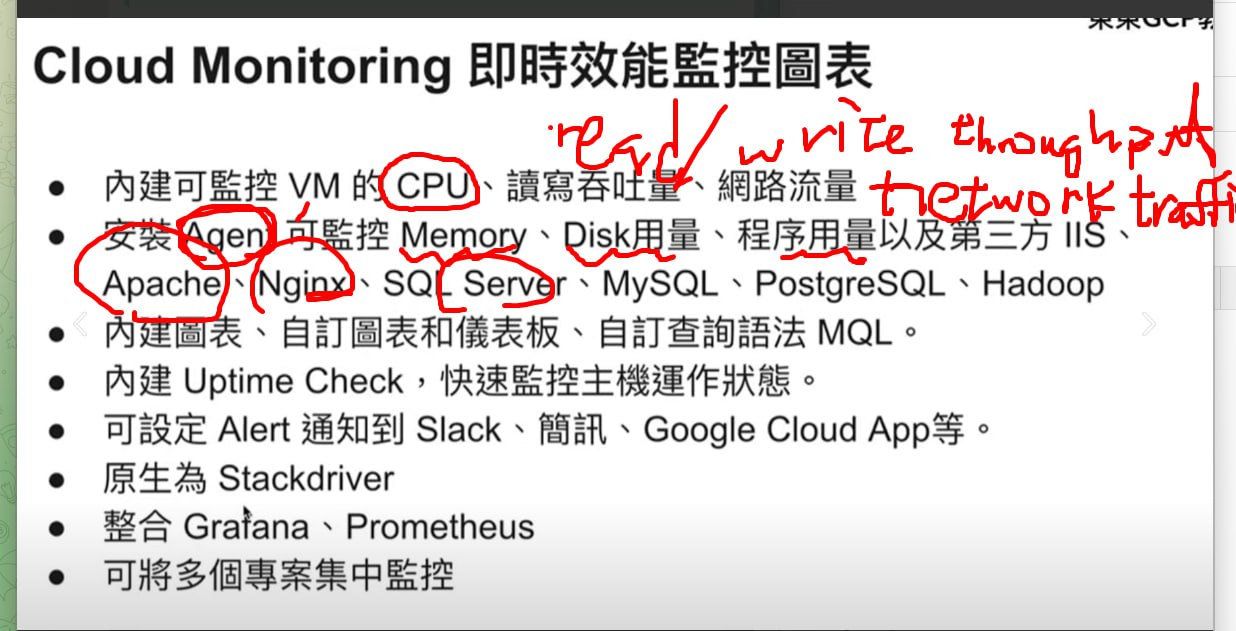 東東GCP教
Cloud Monitoring 即時效能監控圖表
read/write throughput
• 內建可監控 VM 的 CPU、讀寫吞吐量、網路流量 network traffi
• 安裝 Agent 可監控 Memory、Disk用量、程序用量以及第三方 IIS、
Apache、Nginx、SQL Server、MySQL、PostgreSQL、Hadoop
• 內建圖表、自訂圖表和儀表板、自訂查詢語法 MQL。
• 內建 Uptime Check，快速監控主機運作狀態。
• 可設定 Alert 通知到 Slack、簡訊、Google Cloud App等。
• 原生為 Stackdriver
• 整合 Grafana、Prometheus
• 可將多個專案集中監控